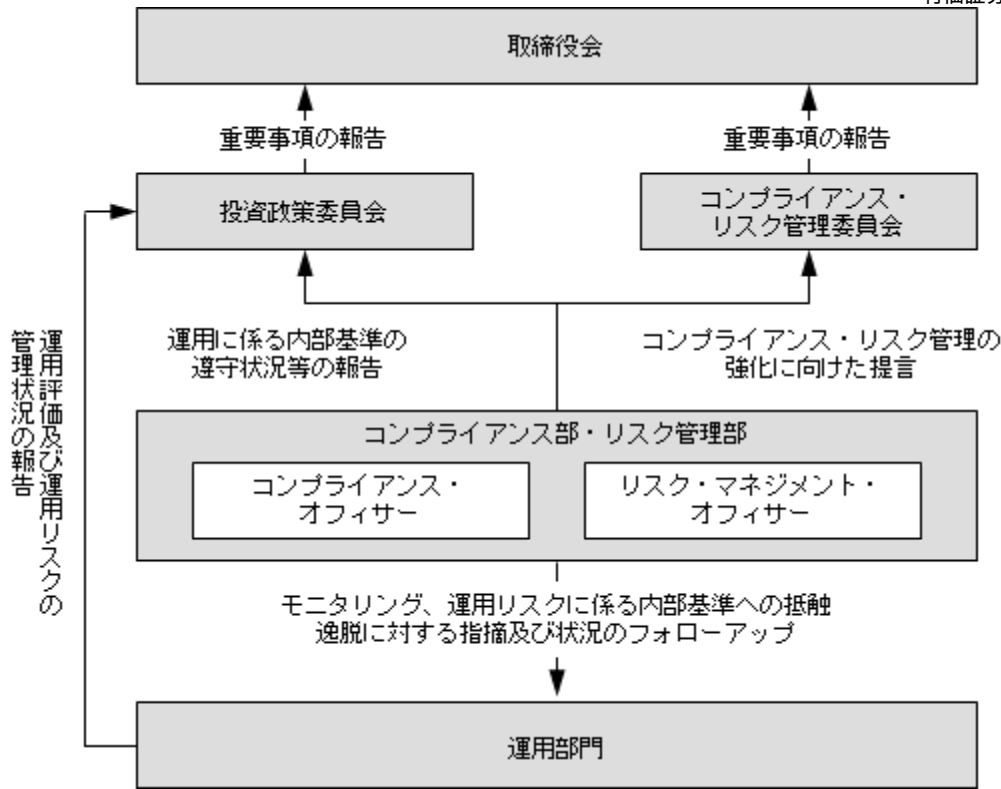 取締役会
重要事項の報告
重要事項の報告
投資政策委員会
コンプライアンス・
リスク管理委員会
運用に係る内部基準の
遵守状況等の報告
コンプライアンス・リスク管理の
強化に向けた提言
運用評価及び運用リスクの
管理状況の報告
コンプライアンス部・リスク管理部
コンプライアンス・
オフィサー
リスク・マネジメント・
オフィサー
モニタリング、運用リスクに係る内部基準への抵触
逸脱に対する指摘及び状況のフォローアップ
運用部門